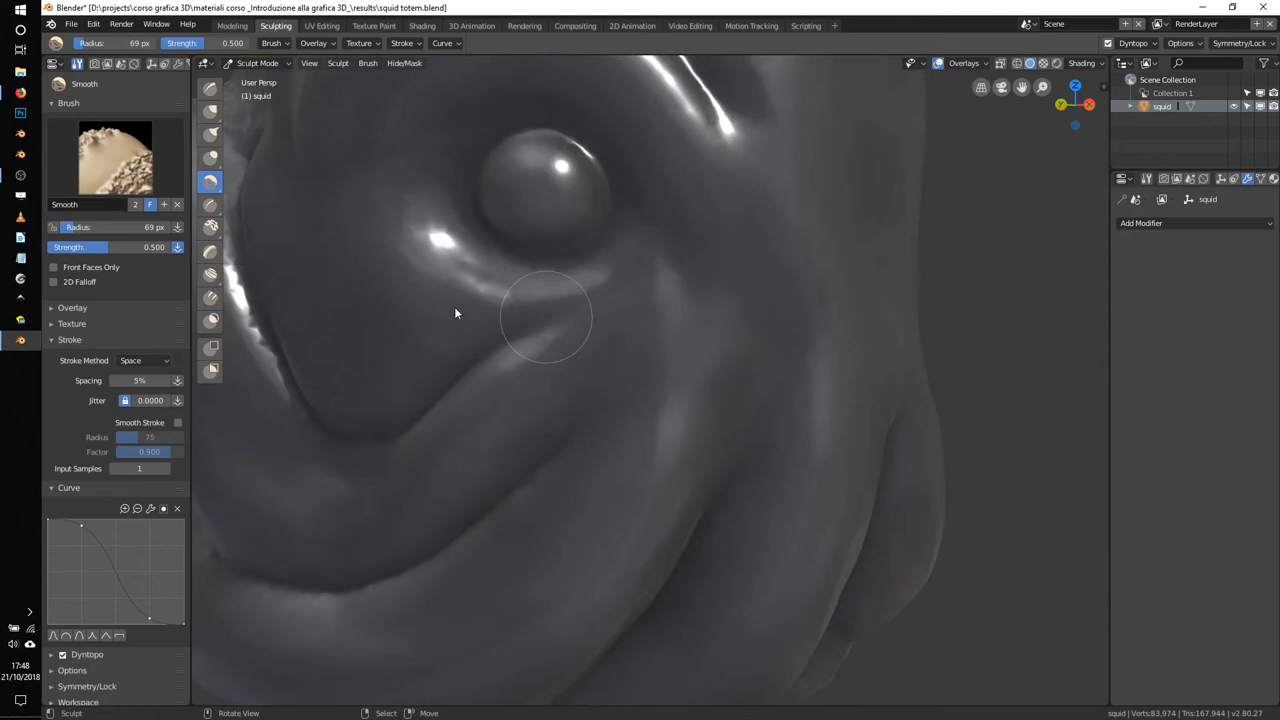 Blender* [D:\projects\corso grafica 3D\materiali corso _Introduzione alla grafica 3D_\results\squid totem.blend]
File Edit Render Window Help
Modeling Sculpting UV Editing Texture Paint Shading 3D Animation Rendering Compositing 2D Animation Video Editing Motion Tracking Scripting
Scene
RenderLayer
Radius: 69 px Strength: 0.500 Brush Overlay Texture Stroke Curve
Dyntopo Options Symmetry/Lock
Sculpt Mode View Sculpt Brush Hide/Mask
Overlays Shading
User Persp
(1) squid
Z
Y
X
Scene Collection
Collection 1
squid
squid
Add Modifier
Smooth
Brush
Smooth 2 F
Radius: 69 px
Strength: 0.500
Front Faces Only
2D Falloff
Overlay
Texture
Stroke
Stroke Method Space
Spacing 5%
Jitter 0.0000
Smooth Stroke
Radius 75
Factor 0.900
Input Samples 1
Curve
Dyntopo
Options
Symmetry/Lock
Workspace
17:48
21/10/2018
Sculpt Rotate View Select Move
squid | Verts:83,974 | Tris:167,944 | v2.80.27